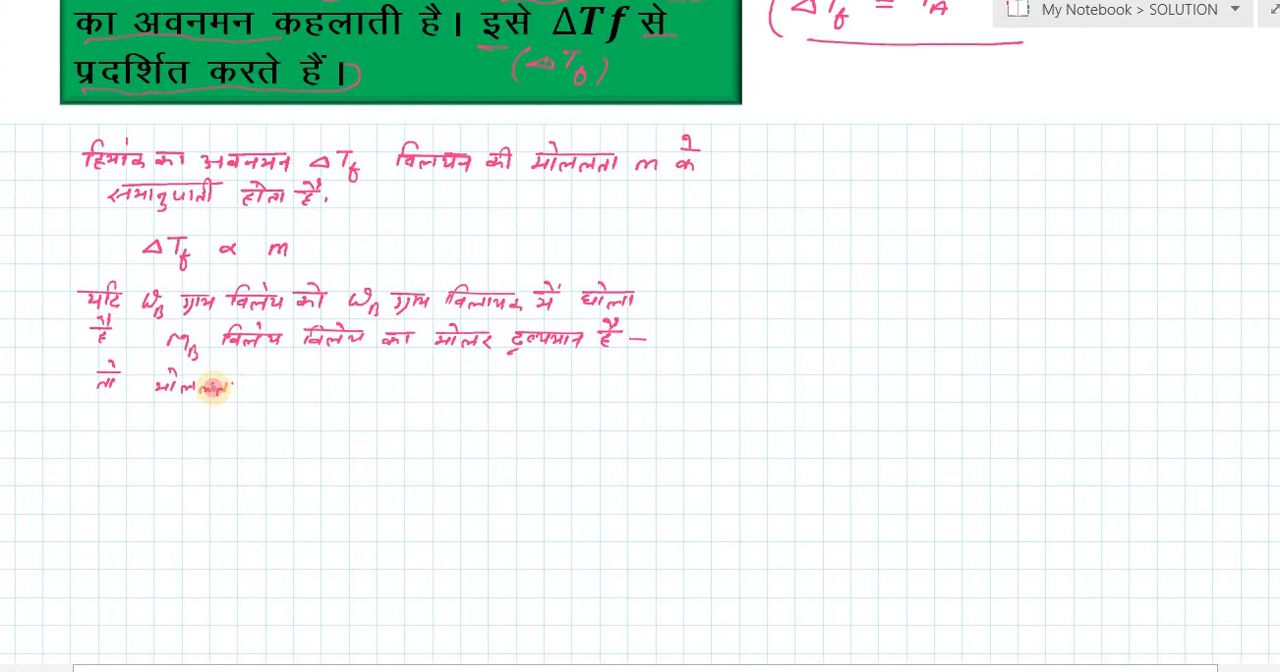 का अवनमन कहलाती है। इसे ΔTf से
प्रदर्शित करते हैं।
(ΔTf)
(ΔTf =
My Notebook > SOLUTION
हिमांक का अवनमन ΔTf विलयन की मोललता m के
समानुपाती होता है.
ΔTf ∝ m
यदि WB ग्राम विलेय को WA ग्राम विलायक में घोला
है MB विलेय विलेय का मोलर द्रव्यमान है –
तो मोललता